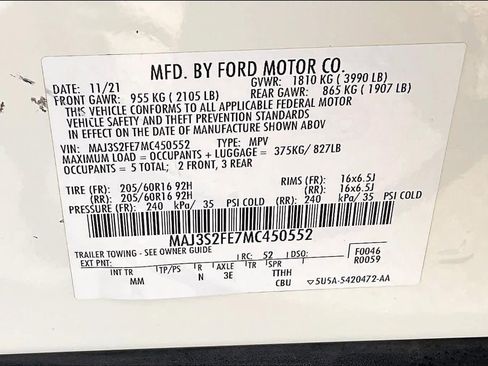 MFD. BY FORD MOTOR CO.
DATE: 11/21 GVWR: 1810 KG ( 3990 LB)
FRONT GAWR: 955 KG ( 2105 LB) REAR GAWR: 865 KG ( 1907 LB)
THIS VEHICLE CONFORMS TO ALL APPLICABLE FEDERAL MOTOR
VEHICLE SAFETY AND THEFT PREVENTION STANDARDS
IN EFFECT ON THE DATE OF MANUFACTURE SHOWN ABOV
VIN: MAJ3S2FE7MC450552 TYPE: MPV
MAXIMUM LOAD = OCCUPANTS + LUGGAGE = 375KG/ 827LB
OCCUPANTS = 5 TOTAL; 2 FRONT, 3 REAR
TIRE (FR): 205/60R16 92H RIMS (FR): 16x6.5J
(RR): 205/60R16 92H (RR): 16x6.5J
PRESSURE (FR): 240 kPa/ 35 PSI COLD (RR): 240 kPa/ 35 PSI COLD
MAJ3S2FE7MC450552
TRAILER TOWING - SEE OWNER GUIDE
EXT PNT: RC: 52 DSO: F0046
R0059
INT TR TP/PS R AXLE TR SPR
MM N 3E TTHH
CBU 5U5A-5420472-AA